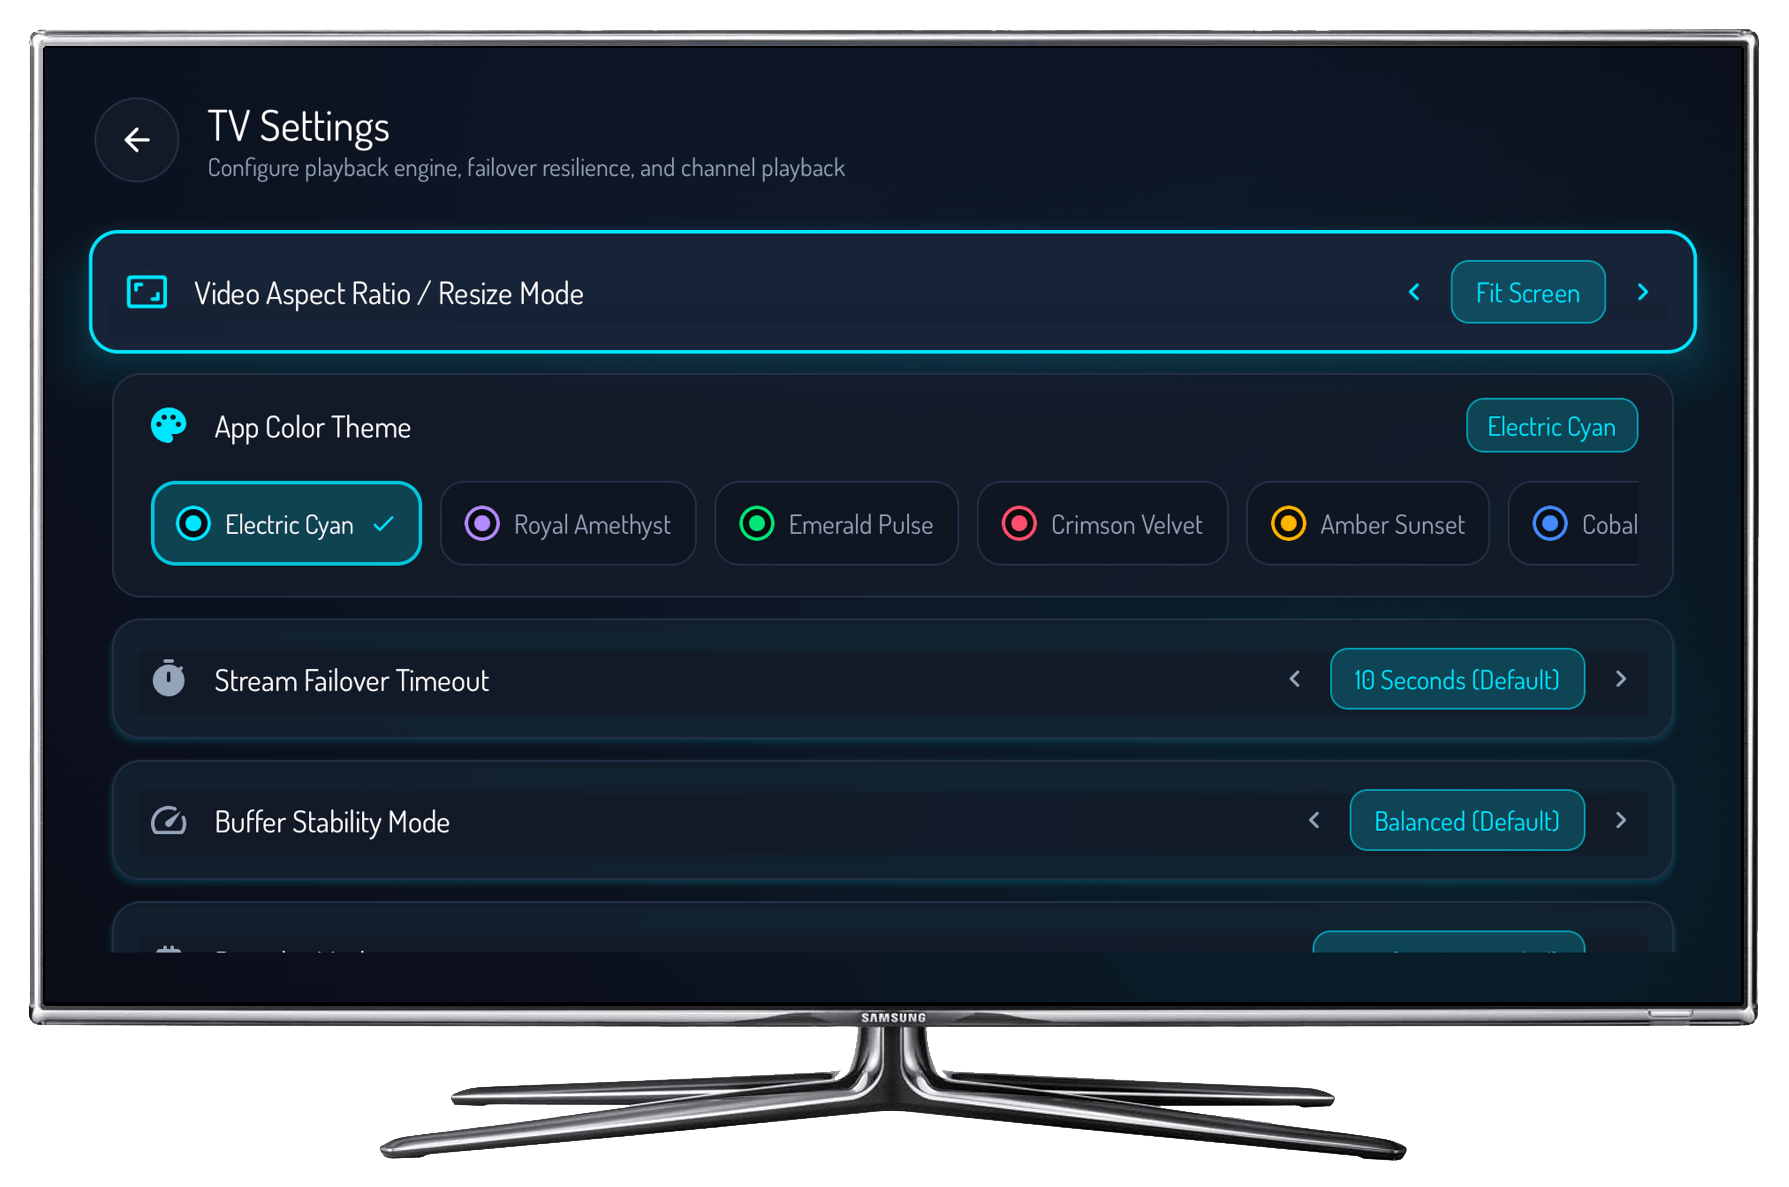 TV Settings
Configure playback engine, failover resilience, and channel playback
Video Aspect Ratio / Resize Mode
Fit Screen
App Color Theme
Electric Cyan
Electric Cyan
Royal Amethyst
Emerald Pulse
Crimson Velvet
Amber Sunset
Cobal
Stream Failover Timeout
10 Seconds (Default)
Buffer Stability Mode
Balanced (Default)
SAMSUNG